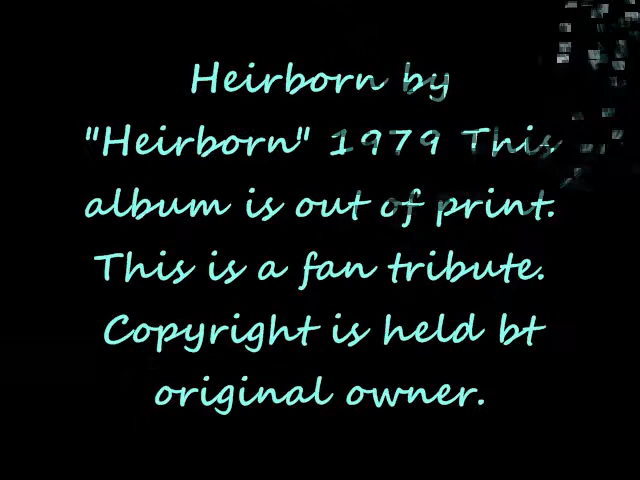 Heirborn by
"Heirborn" 1979 This
album is out of print.
This is a fan tribute.
Copyright is held bt
original owner.